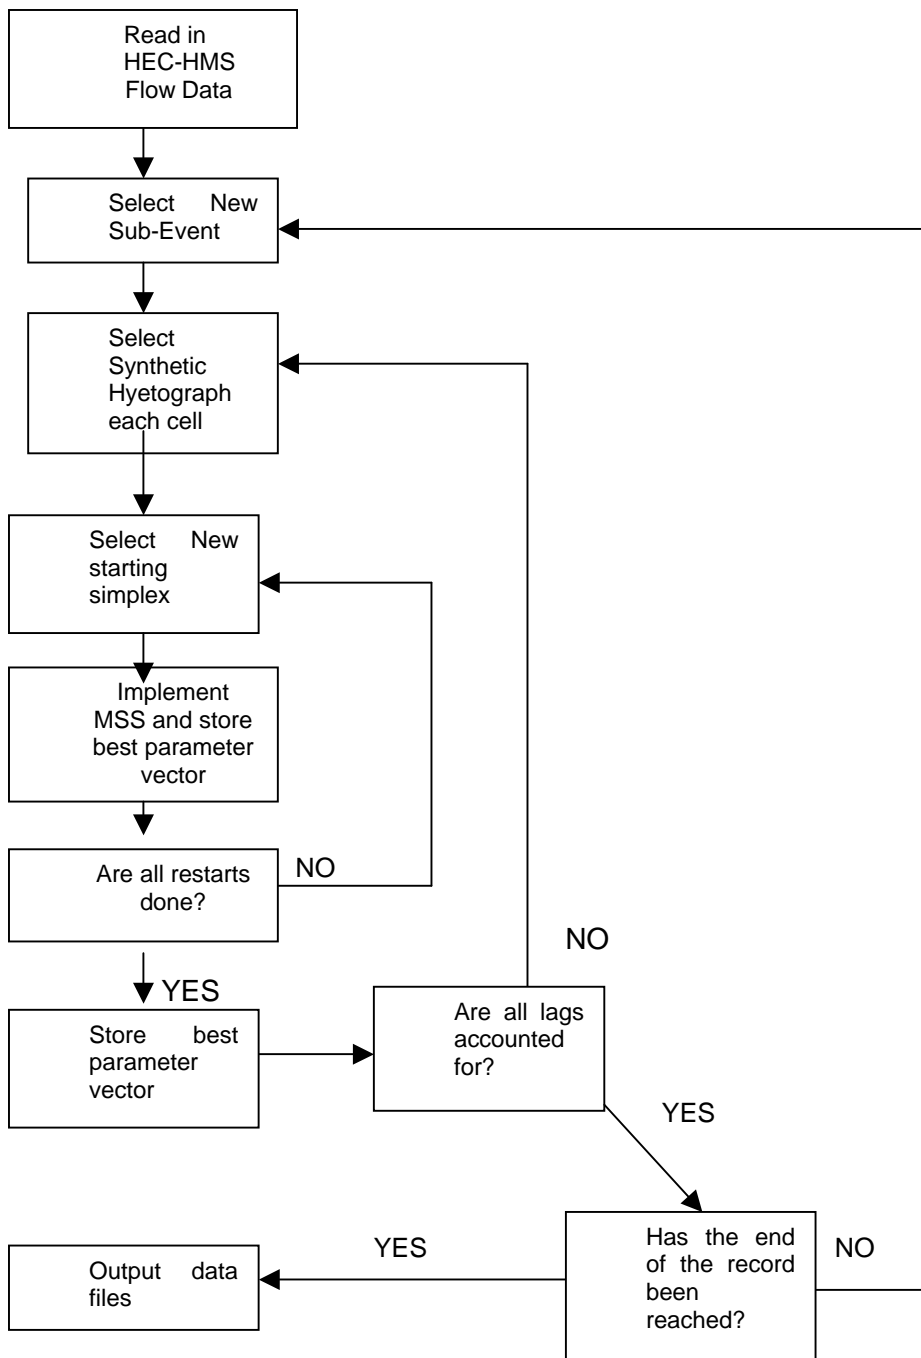 Read in
HEC-HMS
Flow Data
Select New
Sub-Event
Select
Synthetic
Hyetograph
each cell
Select New
starting
simplex
Implement
MSS and store
best parameter
vector
Are all restarts
done?
NO
YES
Store best
parameter
vector
NO
Are all lags
accounted
for?
YES
Has the end
of the record
been
reached?
NO
YES
Output data
files